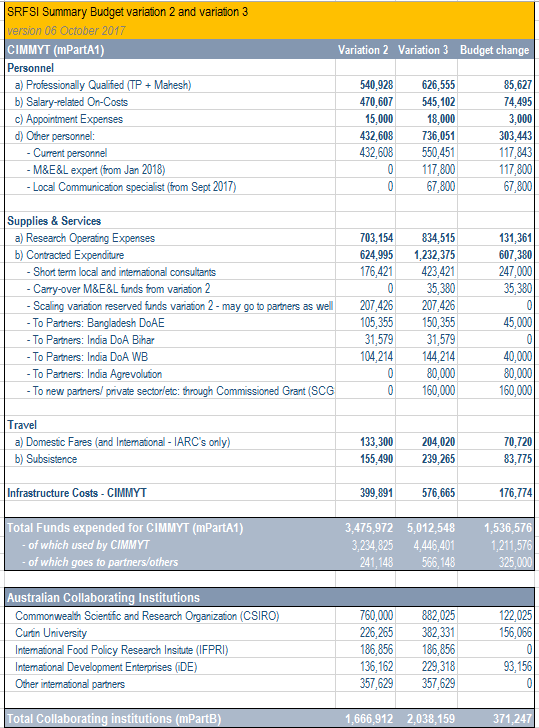 SRFSI Summary Budget variation 2 and variation 3
version 06 October 2017
CIMMYT (mPartA1) Variation 2 Variation 3 Budget change
Personnel
a) Professionally Qualified (TP + Mahesh) 540,928 626,555 85,627
b) Salary-related On-Costs 470,607 545,102 74,495
c) Appointment Expenses 15,000 18,000 3,000
d) Other personnel: 432,608 736,051 303,443
- Current personnel 432,608 550,451 117,843
- M&E&L expert (from Jan 2018) 0 117,800 117,800
- Local Communication specialist (from Sept 2017) 0 67,800 67,800
Supplies & Services
a) Research Operating Expenses 703,154 834,515 131,361
b) Contracted Expenditure 624,995 1,232,375 607,380
- Short term local and international consultants 176,421 423,421 247,000
- Carry-over M&E&L funds from variation 2 0 35,380 35,380
- Scaling variation reserved funds variation 2 - may go to partners as well 207,426 207,426 0
- To Partners: Bangladesh DoAE 105,355 150,355 45,000
- To Partners: India DoA Bihar 31,579 31,579 0
- To Partners: India DoA WB 104,214 144,214 40,000
- To Partners: India Agrevolution 0 80,000 80,000
- To new partners/ private sector/etc: through Commissioned Grant (SCG 0 160,000 160,000
Travel
a) Domestic Fares (and International - IARC's only) 133,300 204,020 70,720
b) Subsistence 155,490 239,265 83,775
Infrastructure Costs - CIMMYT 399,891 576,665 176,774
Total Funds expended for CIMMYT (mPartA1) 3,475,972 5,012,548 1,536,576
- of which used by CIMMYT 3,234,825 4,446,401 1,211,576
- of which goes to partners/others 241,148 566,148 325,000
Australian Collaborating Institutions
Commonwealth Scientific and Research Organization (CSIRO) 760,000 882,025 122,025
Curtin University 226,265 382,331 156,066
International Food Policy Research Insitute (IFPRI) 186,856 186,856 0
International Development Enterprises (iDE) 136,162 229,318 93,156
Other international partners 357,629 357,629 0
Total Collaborating institutions (mPartB) 1,666,912 2,038,159 371,247